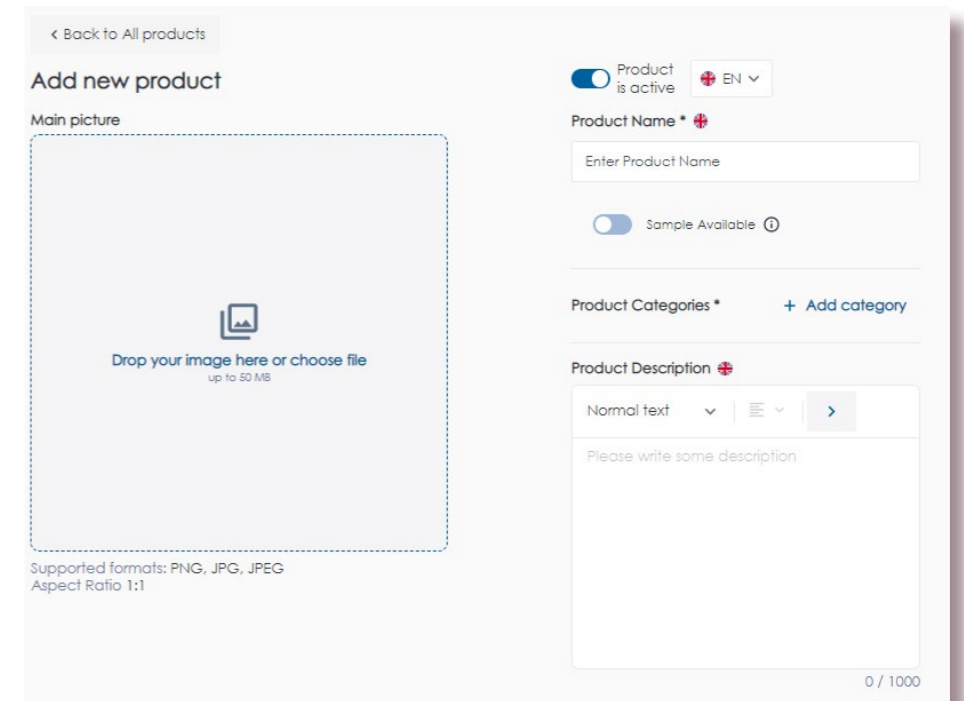 Back to All products
Add new product
Main picture
Drop your image here or choose file
up to 50 MB
Supported formats: PNG, JPG, JPEG
Aspect Ratio 1:1
Product
is active
EN
Product Name *
Enter Product Name
Sample Available
Product Categories *
+ Add category
Product Description
Normal text
Please write some description
0 / 1000